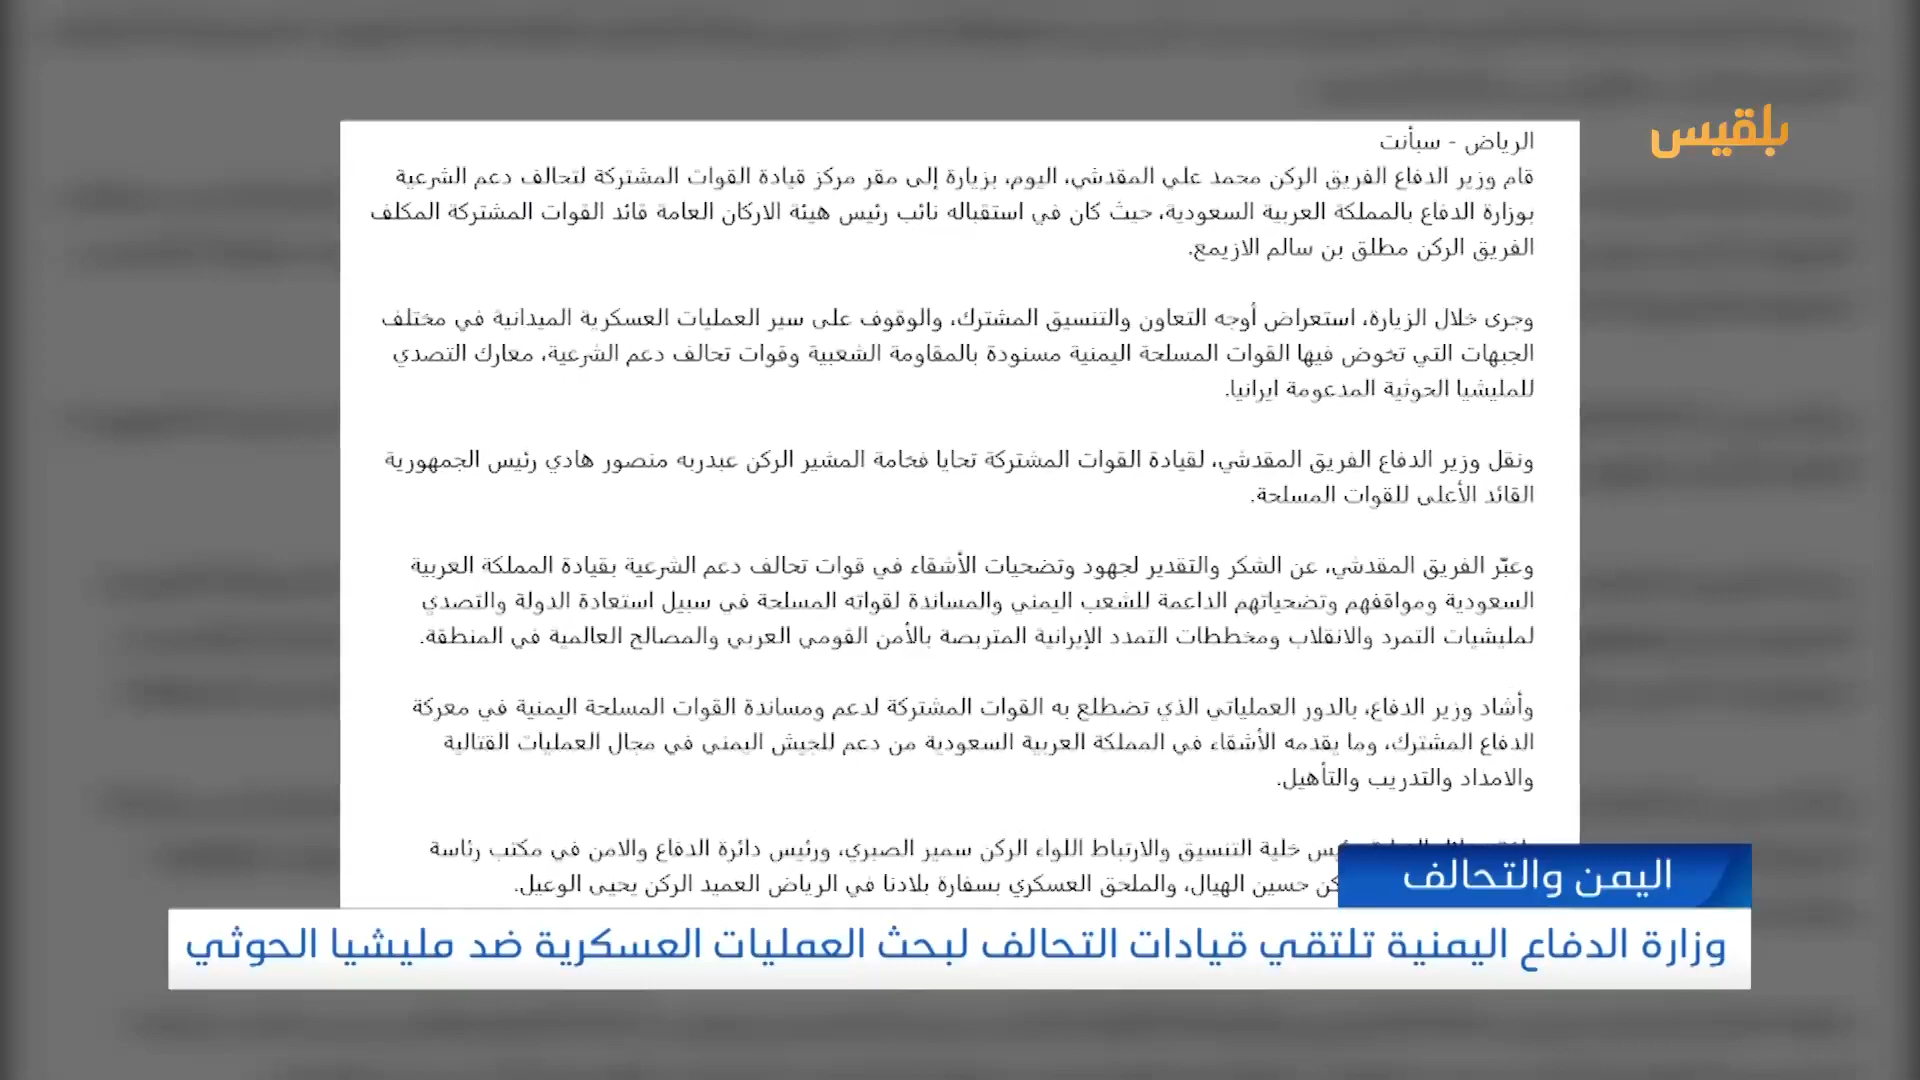 بلقيس
الرياض - سبأنت
قام وزير الدفاع الفريق الركن محمد علي المقدشي، اليوم، بزيارة إلى مقر مركز قيادة القوات المشتركة لتحالف دعم الشرعية
بوزارة الدفاع بالمملكة العربية السعودية، حيث كان في استقباله نائب رئيس هيئة الاركان العامة قائد القوات المشتركة المكلف
الفريق الركن مطلق بن سالم الازيمع.
وجرى خلال الزيارة، استعراض أوجه التعاون والتنسيق المشترك، والوقوف على سير العمليات العسكرية الميدانية في مختلف
الجبهات التي تخوض فيها القوات المسلحة اليمنية مسنودة بالمقاومة الشعبية وقوات تحالف دعم الشرعية، معارك التصدي
للمليشيا الحوثية المدعومة ايرانيا.
ونقل وزير الدفاع الفريق المقدشي، لقيادة القوات المشتركة تحايا فخامة المشير الركن عبدربه منصور هادي رئيس الجمهورية
القائد الأعلى للقوات المسلحة.
وعبّر الفريق المقدشي، عن الشكر والتقدير لجهود وتضحيات الأشقاء في قوات تحالف دعم الشرعية بقيادة المملكة العربية
السعودية ومواقفهم وتضحياتهم الداعمة للشعب اليمني والمساندة لقواته المسلحة في سبيل استعادة الدولة والتصدي
لمليشيات التمرد والانقلاب ومخططات التمدد الإيرانية المتربصة بالأمن القومي العربي والمصالح العالمية في المنطقة.
وأشاد وزير الدفاع، بالدور العملياتي الذي تضطلع به القوات المشتركة لدعم ومساندة القوات المسلحة اليمنية في معركة
الدفاع المشترك، وما يقدمه الأشقاء في المملكة العربية السعودية من دعم للجيش اليمني في مجال العمليات القتالية
والامداد والتدريب والتأهيل.
خلية التنسيق والارتباط اللواء الركن سمير الصبري، ورئيس دائرة الدفاع والامن في مكتب رئاسة
حسين الهيال، والملحق العسكري بسفارة بلادنا في الرياض العميد الركن يحيى الوعيل.
اليمن والتحالف
وزارة الدفاع اليمنية تلتقي قيادات التحالف لبحث العمليات العسكرية ضد مليشيا الحوثي